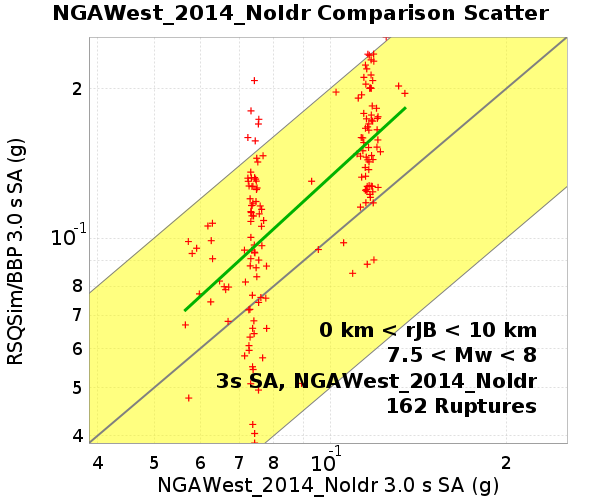 NGAWest_2014_NoIdr Comparison Scatter
RSQSim/BBP 3.0 s SA (g)
2
10⁻¹
9
8
7
6
5
4
0 km < rJB < 10 km
7.5 < Mw < 8
3s SA, NGAWest_2014_NoIdr
162 Ruptures
4 5 6 7 8 10⁻¹ 2
NGAWest_2014_NoIdr 3.0 s SA (g)